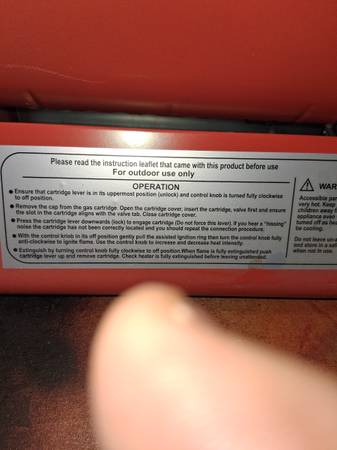 Please read the instruction leaflet that came with this product before use
For outdoor use only
OPERATION
● Ensure that cartridge lever is in its uppermost position (unlock) and control knob is turned fully clockwise
to off position.
● Remove the cap from the gas cartridge. Open the cartridge cover, insert the cartridge, valve first and ensure
the slot in the cartridge aligns with the valve tab. Close cartridge cover.
● Press the cartridge lever downwards (lock) to engage cartridge (Do not force this lever). If you hear a "hissing"
noise the cartridge has not been correctly located and you should repeat the connection procedure.
● With the control knob in its off position gently pull the assisted ignition ring then turn the control knob fully
anti-clockwise to ignite flame. Use the control knob to increase and decrease heat intensity.
● Extinguish by turning control knob fully clockwise to off position.When flame is fully extinguished push
cartridge lever up and remove cartridge. Check heater is fully extinguished before leaving unattended.
WAR
Accessible par
very hot. Keep
children away f
appliance even
turned off as hea
be cooling.
Do not leave un-a
and store in a saf
when not in use.